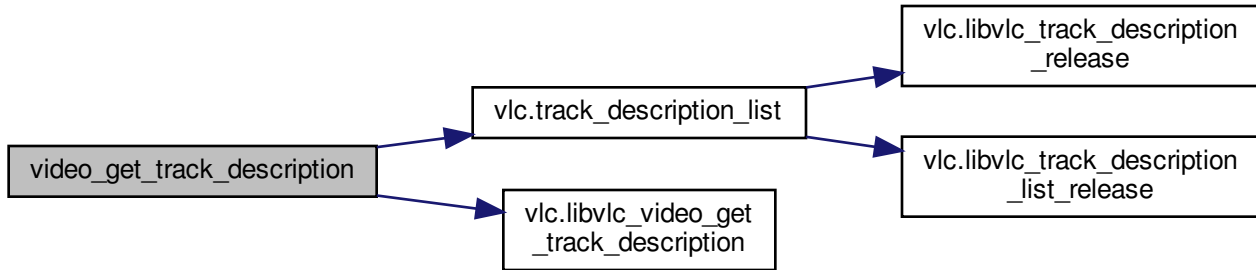 video_get_track_description
vlc.track_description_list
vlc.libvlc_video_get
_track_description
vlc.libvlc_track_description
_release
vlc.libvlc_track_description
_list_release